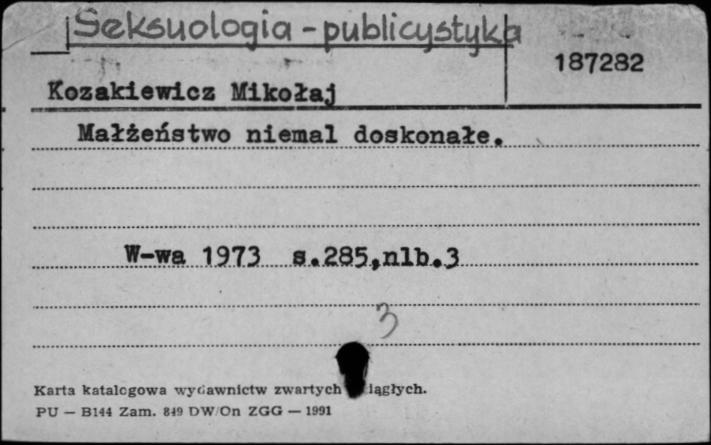 Seksuologia - publicystyka
187282
Kozakiewicz Mikołaj
Małżeństwo niemal doskonałe.
W-wa 1973 s.285,nlb.3
3
Karta katalogowa wydawnictw zwartych iągłych.
PU — B144 Zam. 849 DW/On ZGG — 1991